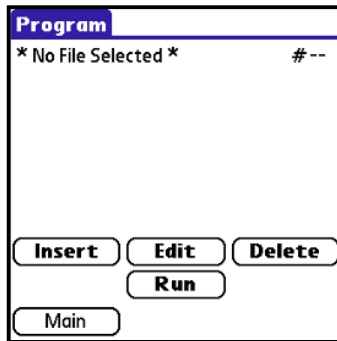 Program
* No File Selected * #--
Insert Edit Delete
Run
Main